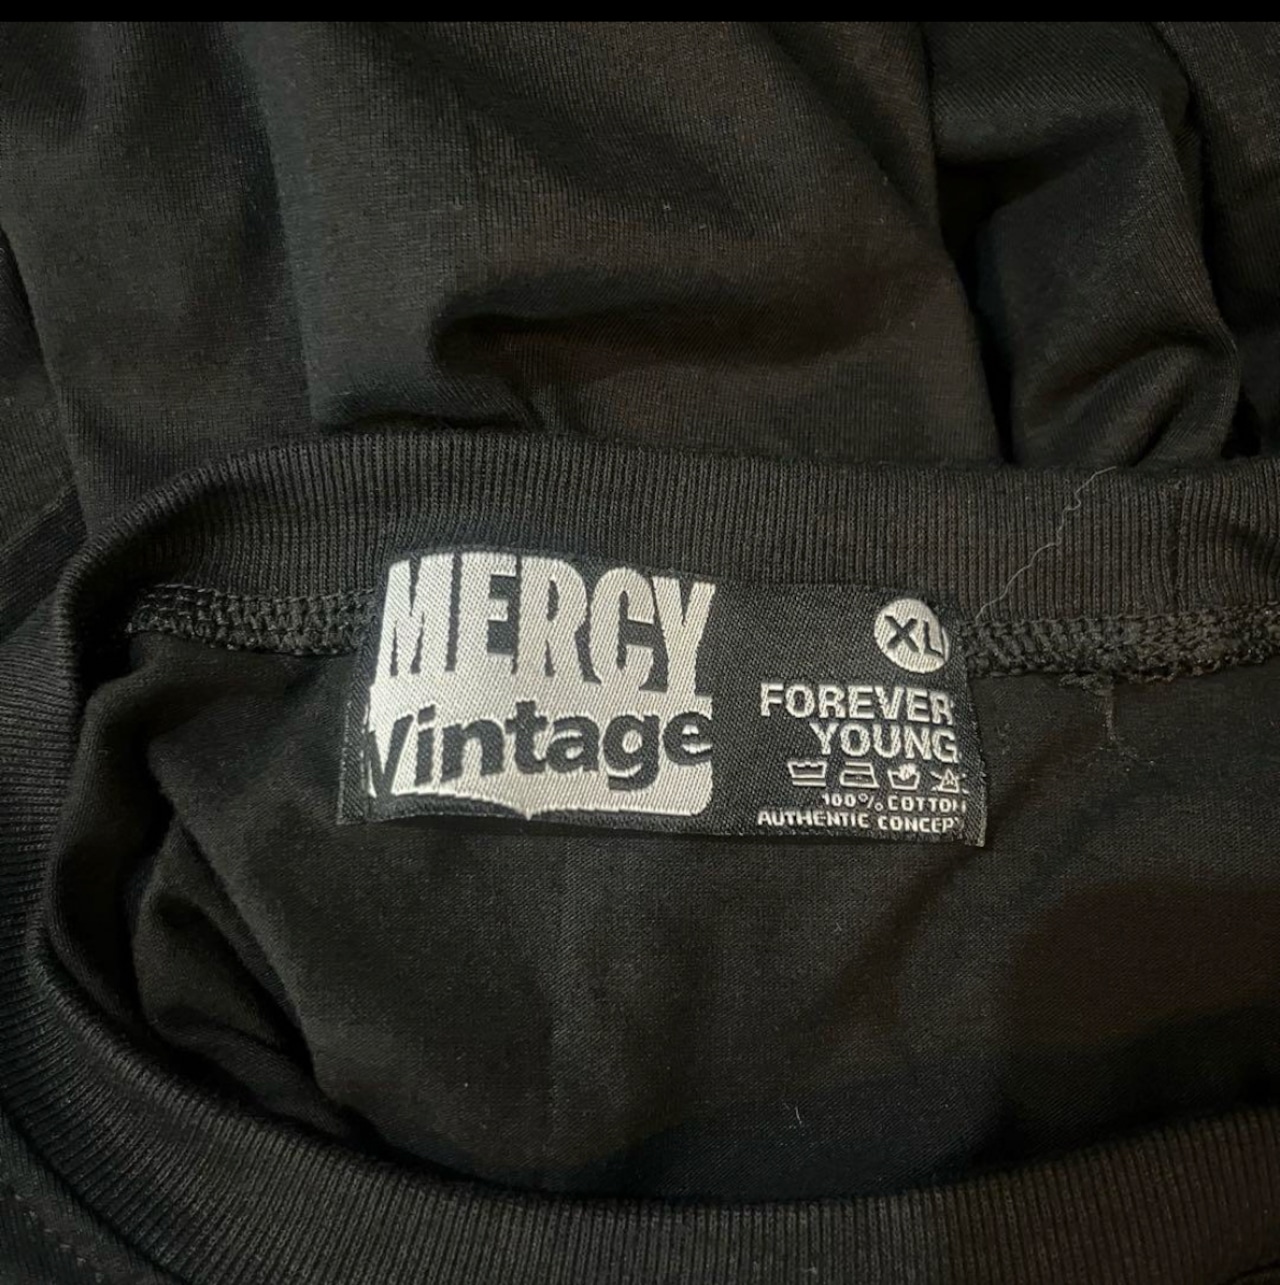 MERCY
Vintage
XL
FOREVER
YOUNG
100% COTTON
AUTHENTIC CONCEPT